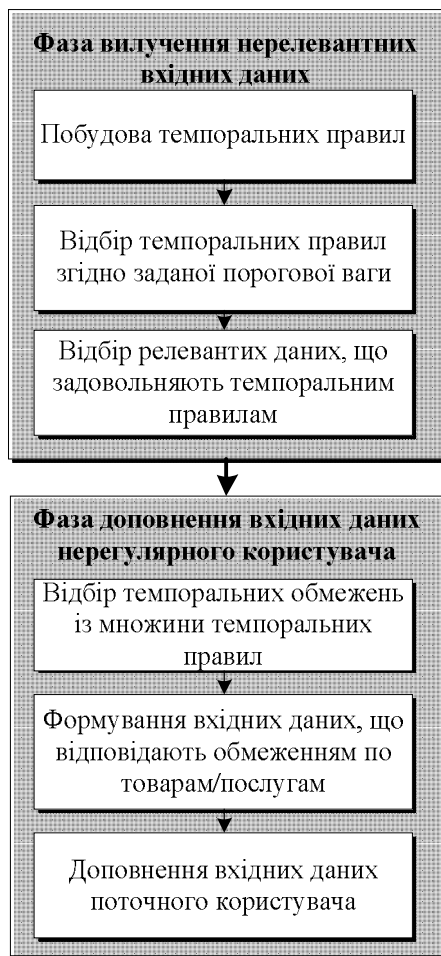 Фаза вилучення нерелевантних
вхідних даних
Побудова темпоральних правил
Відбір темпоральних правил
згідно заданої порогової ваги
Відбір релевантих даних, що
задовольняють темпоральним
правилам
Фаза доповнення вхідних даних
нерегулярного користувача
Відбір темпоральних обмежень
із множини темпоральних
правил
Формування вхідних даних, що
відповідають обмеженням по
товарам/послугам
Доповнення вхідних даних
поточного користувача